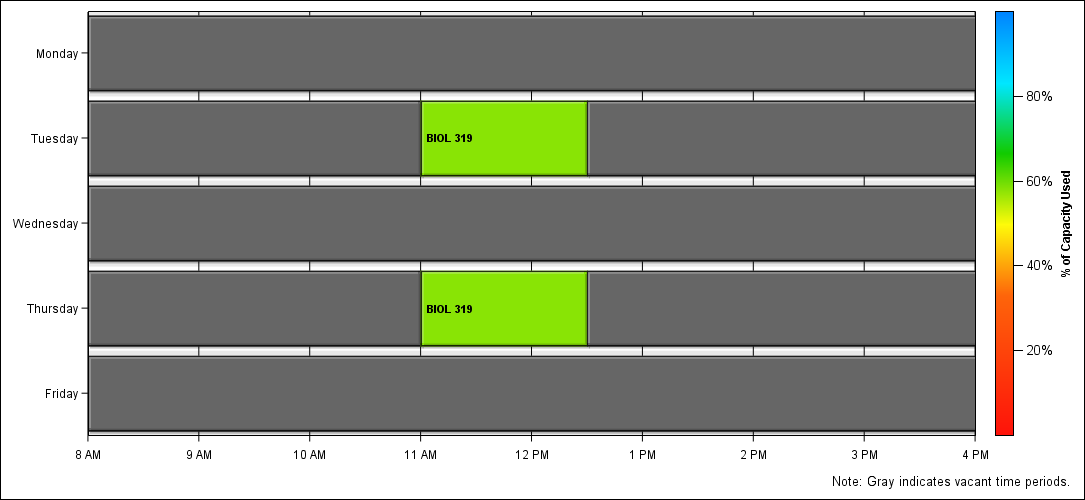 Monday
Tuesday
BIOL 319
Wednesday
Thursday
BIOL 319
Friday
8 AM 9 AM 10 AM 11 AM 12 PM 1 PM 2 PM 3 PM 4 PM
80%
60%
40%
20%
% of Capacity Used
Note: Gray indicates vacant time periods.